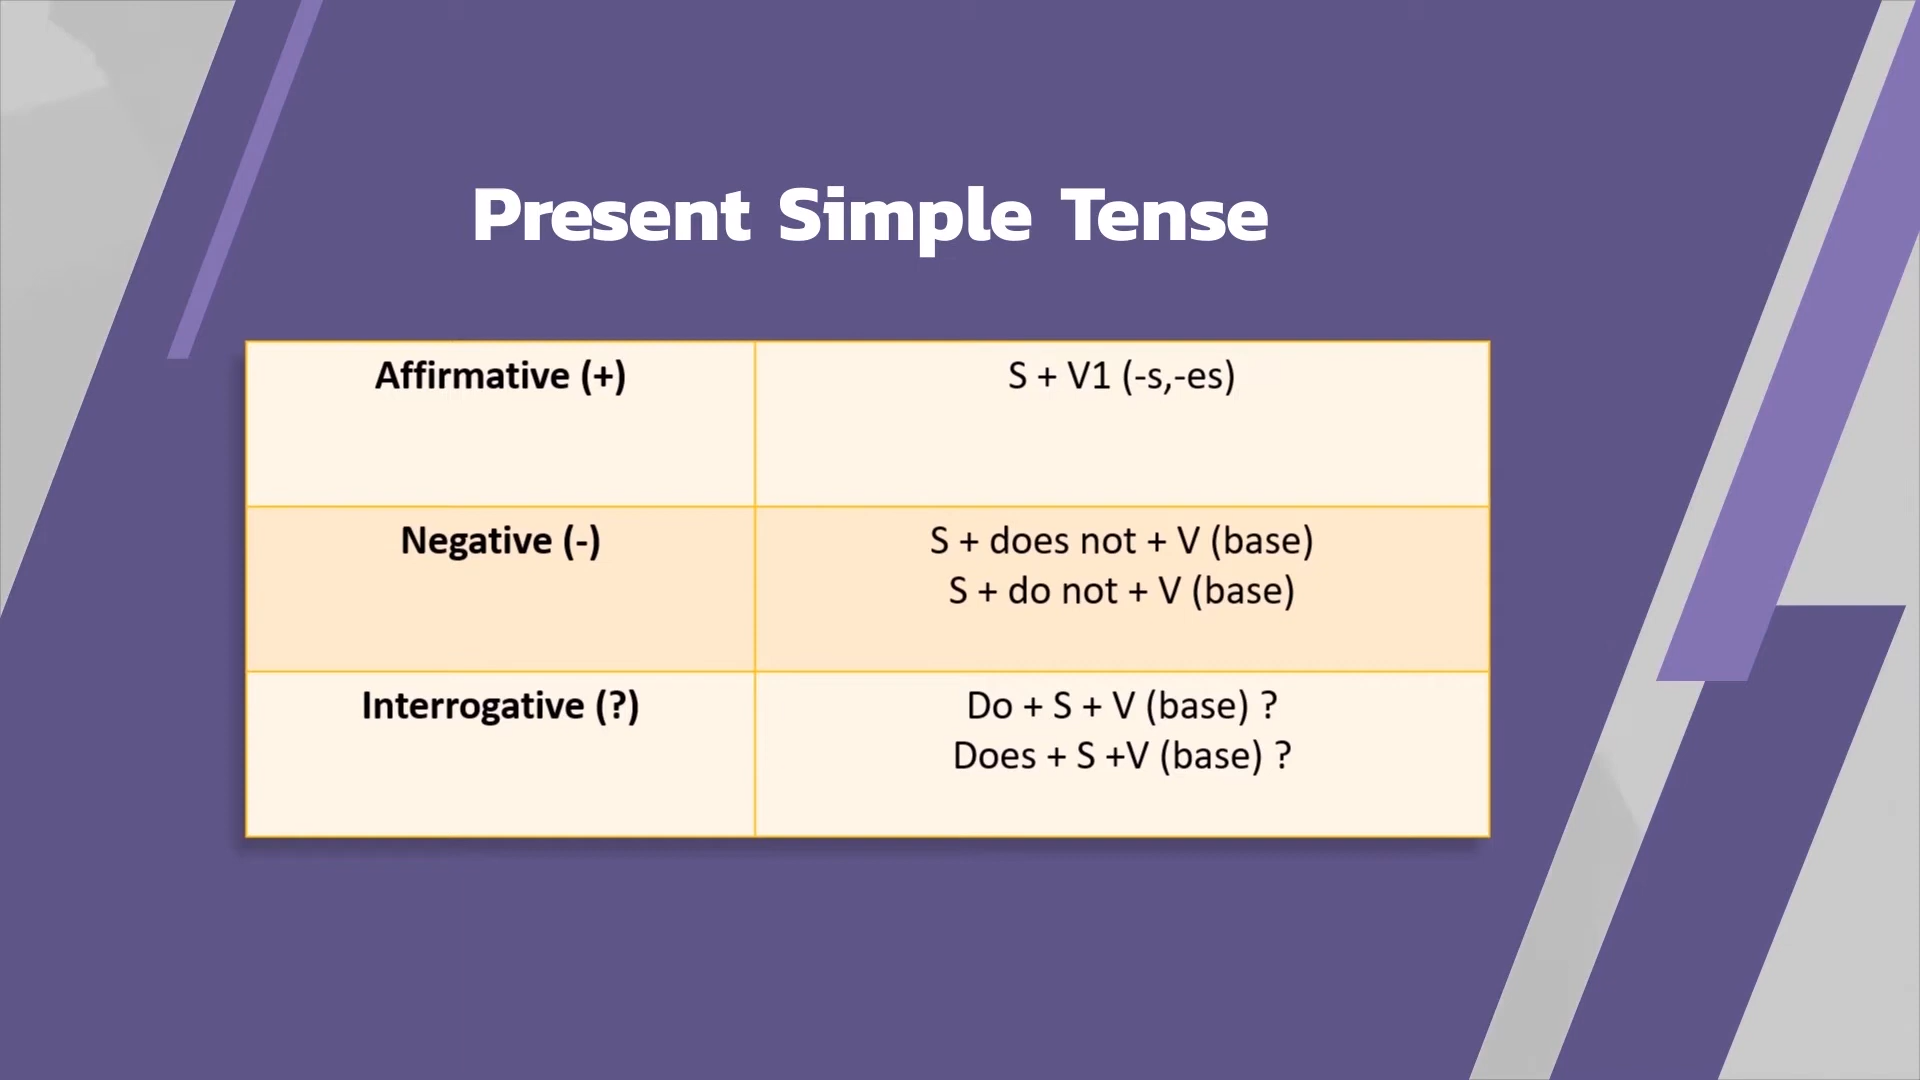 Present Simple Tense
Affirmative (+)
S + V1 (-s,-es)
Negative (-)
S + does not + V (base)
S + do not + V (base)
Interrogative (?)
Do + S + V (base) ?
Does + S +V (base) ?